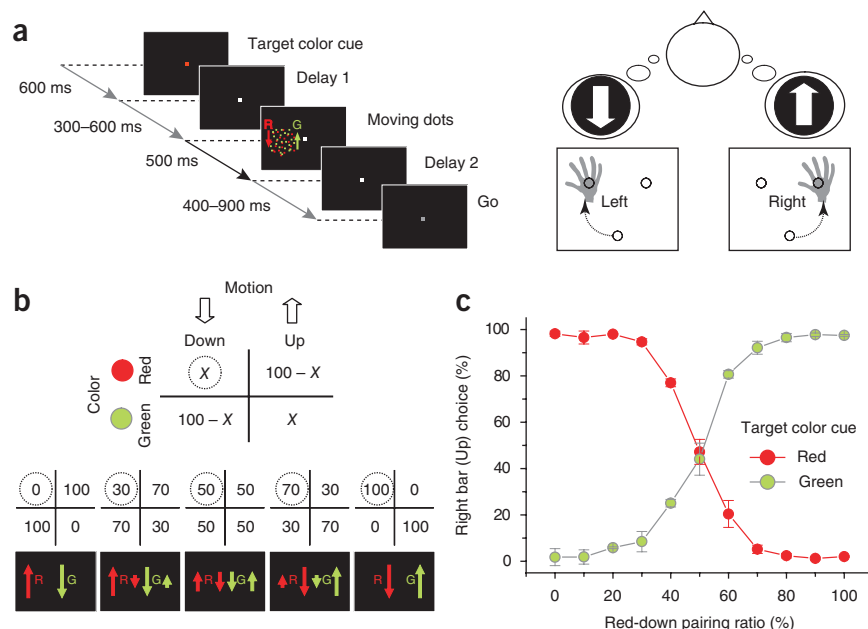 a
Target color cue
600 ms
Delay 1
300–600 ms
R G
Moving dots
500 ms
Delay 2
400–900 ms
Go
Left
Right
b
Motion
Down Up
Color
Red
X 100 – X
Green
100 – X X
0 100 30 70 50 50 70 30 100 0
100 0 70 30 50 50 30 70 0 100
R G R G R G R G R G
c
Right bar (Up) choice (%)
100
80
60
40
20
0
Target color cue
Red
Green
0 20 40 60 80 100
Red-down pairing ratio (%)